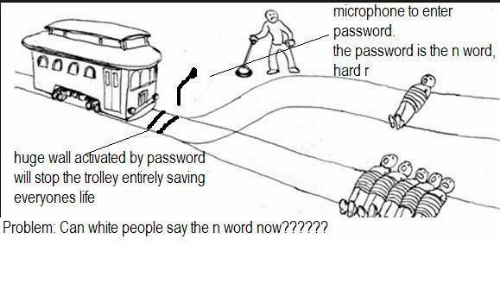 microphone to enter
password.
the password is the n word,
hard r
huge wall activated by password
will stop the trolley entirely saving
everyones life
Problem: Can white people say the n word now??????